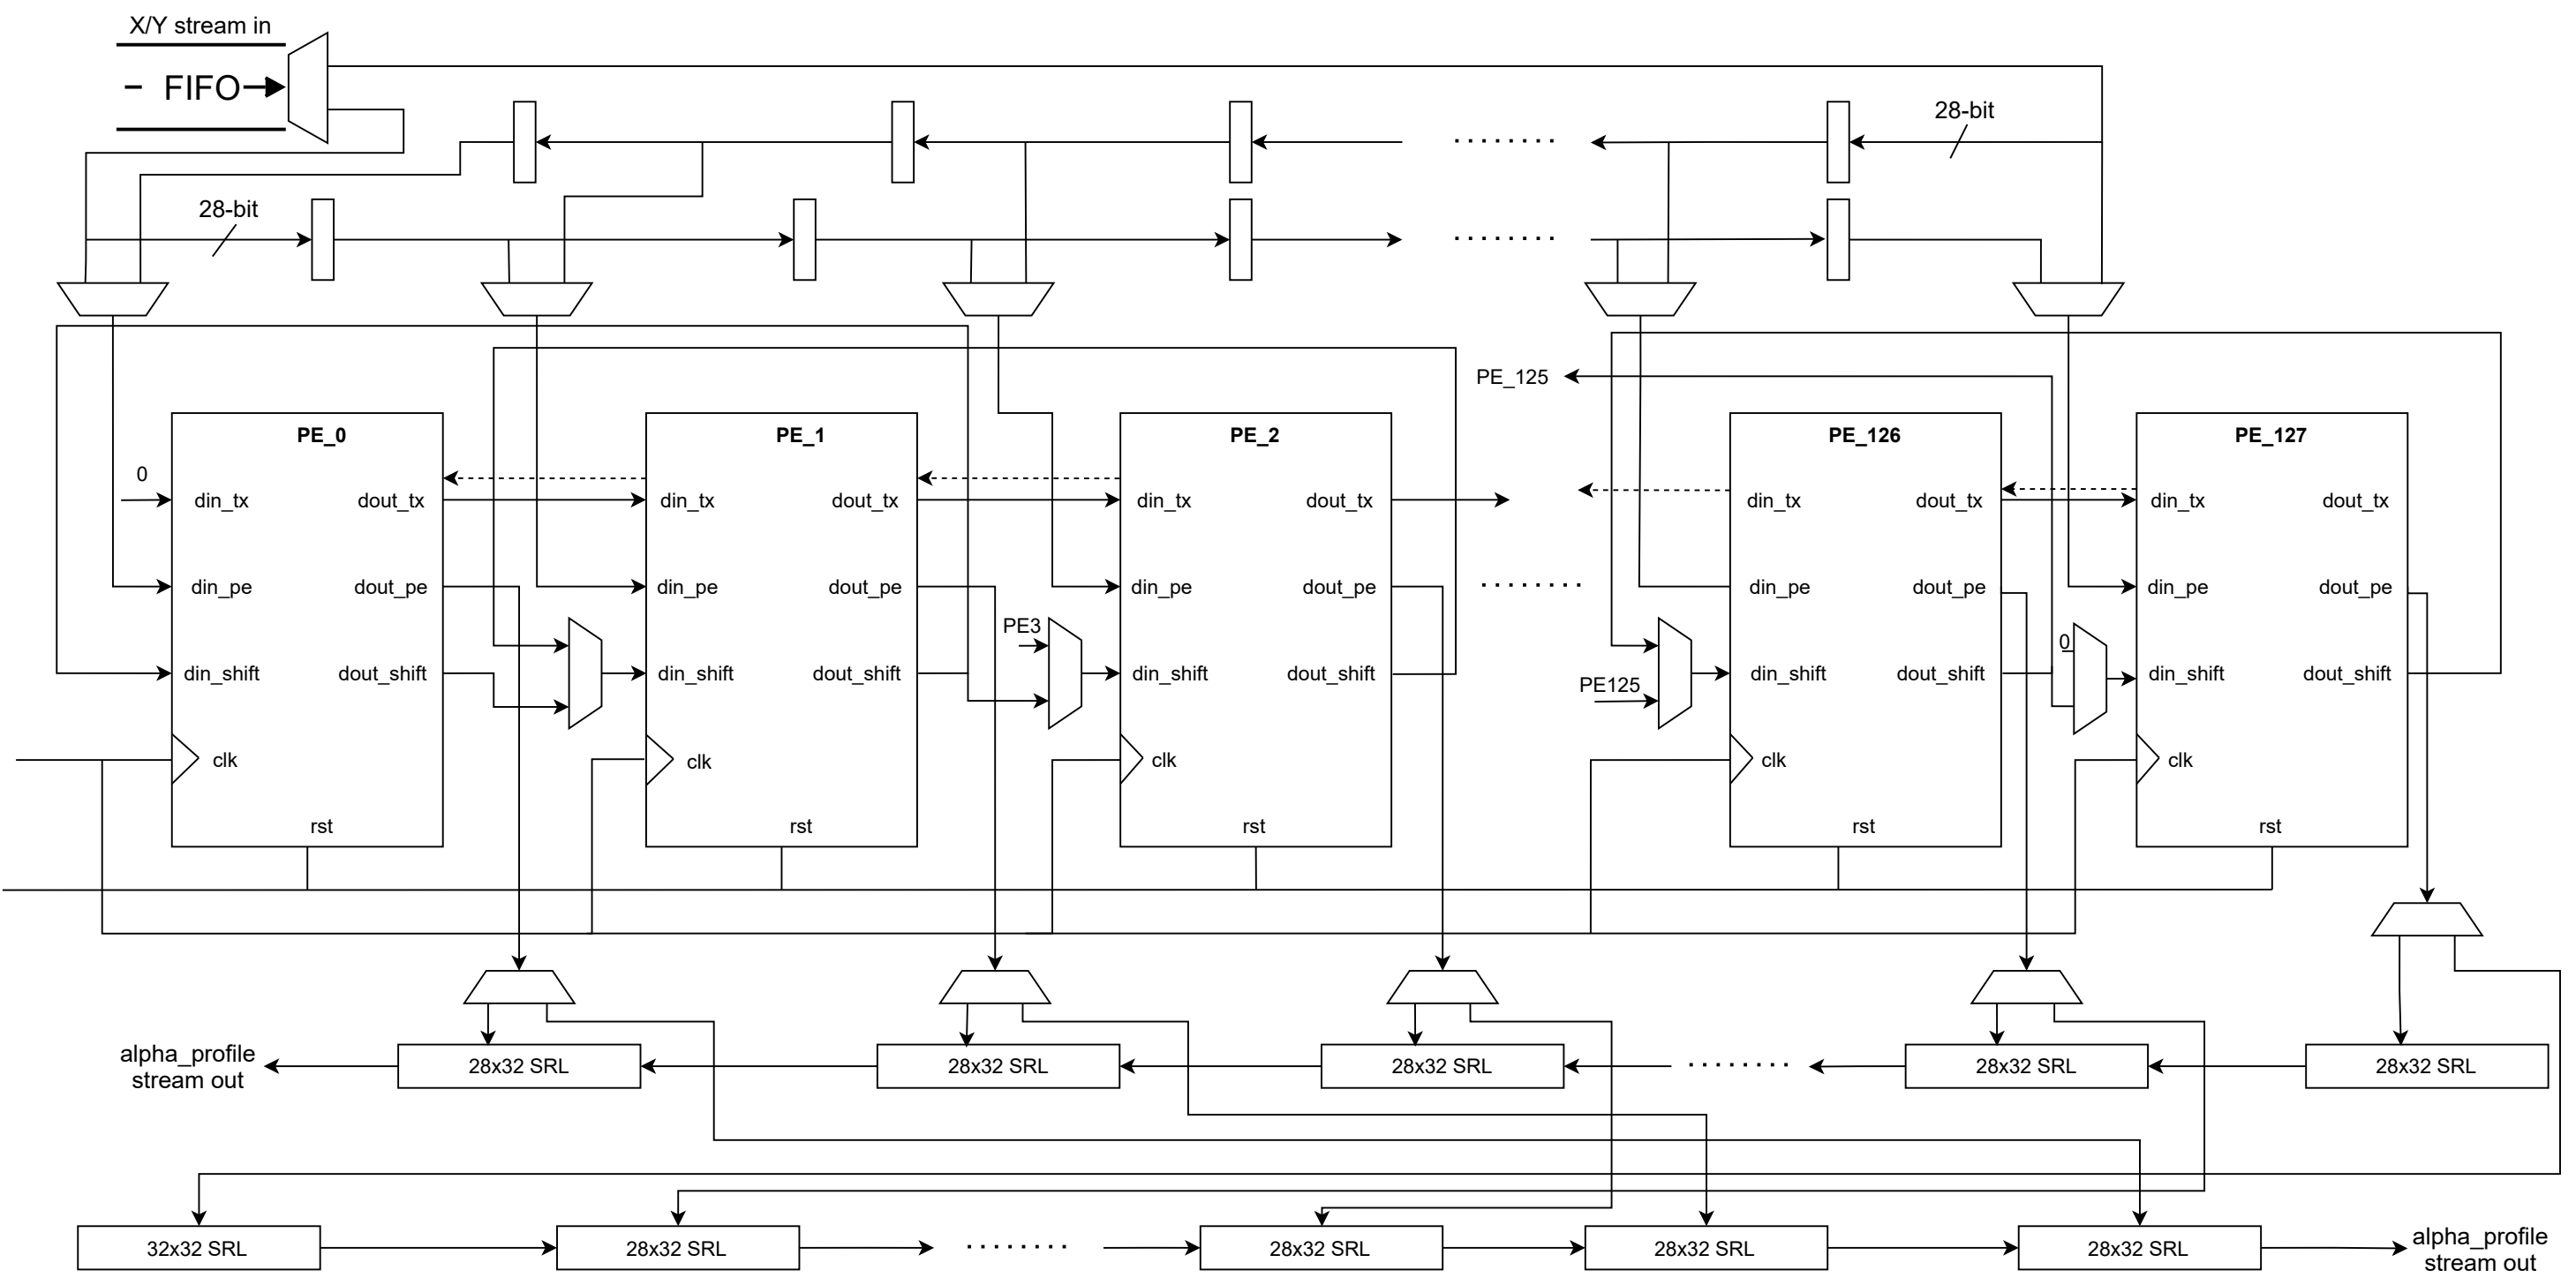 X/Y stream in
FIFO
28-bit
28-bit
PE_125
PE_0
PE_1
PE_2
PE_126
PE_127
0
din_tx
dout_tx
din_tx
dout_tx
din_tx
dout_tx
din_tx
dout_tx
din_tx
dout_tx
din_pe
dout_pe
din_pe
dout_pe
din_pe
dout_pe
din_pe
dout_pe
din_pe
dout_pe
PE3
0
din_shift
dout_shift
din_shift
dout_shift
din_shift
dout_shift
PE125
din_shift
dout_shift
din_shift
dout_shift
clk
clk
clk
clk
clk
rst
rst
rst
rst
rst
alpha_profile
stream out
28x32 SRL
28x32 SRL
28x32 SRL
28x32 SRL
28x32 SRL
32x32 SRL
28x32 SRL
28x32 SRL
28x32 SRL
28x32 SRL
alpha_profile
stream out